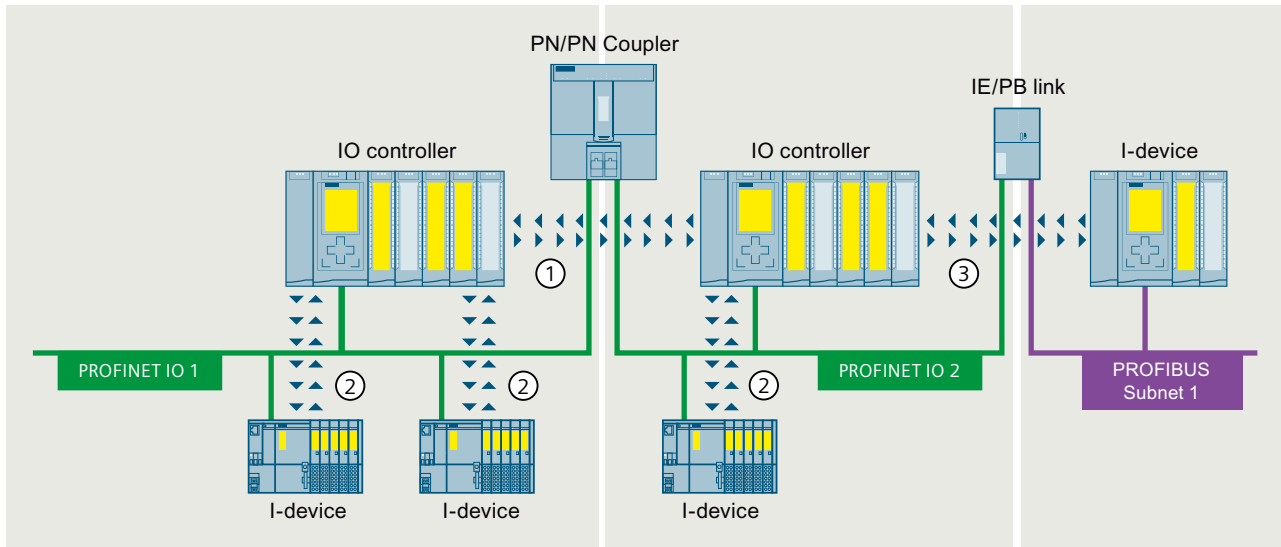 PN/PN Coupler
IE/PB link
IO controller
IO controller
I-device
1
3
PROFINET IO 1
2
2
2
PROFINET IO 2
PROFIBUS
Subnet 1
I-device
I-device
I-device